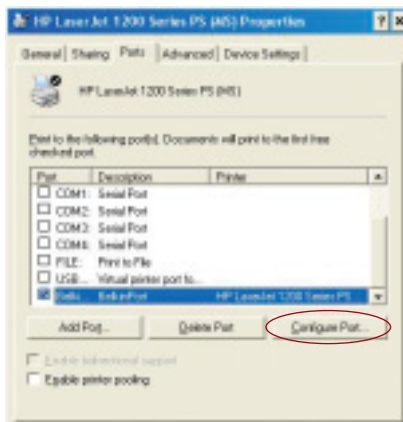 HP LaserJet 1200 Series PS (MS) Properties
General Sharing Ports Advanced Device Settings
HP LaserJet 1200 Series PS (MS)
Print to the following port(s). Documents will print to the first free
checked port.
Port Description Printer
COM1: Serial Port
COM2: Serial Port
COM3: Serial Port
COM4: Serial Port
FILE: Print to File
USB... Virtual printer port fo...
Belk... BelkinPort HP LaserJet 1200 Series PS
Add Port... Delete Port Configure Port...
Enable bidirectional support
Enable printer pooling